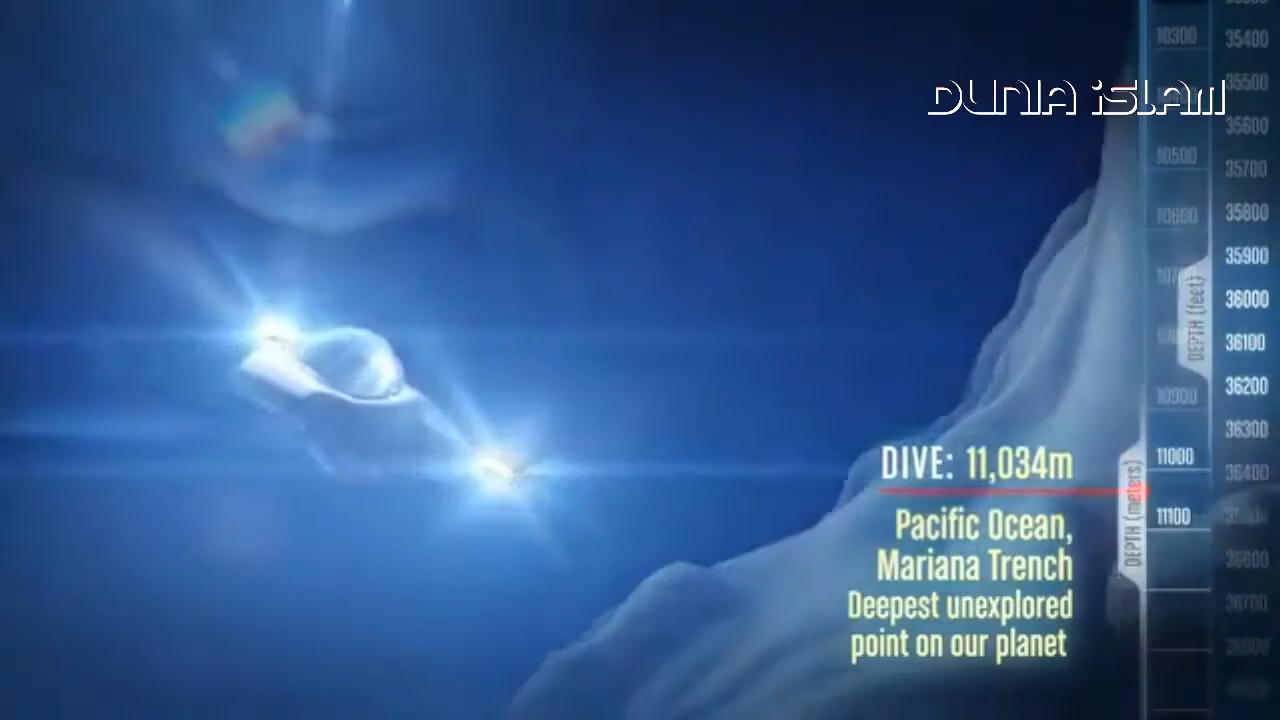 DUNIA iSLAM
10300
10500
10600
10900
11000
11100
DEPTH (meters)
35400
35500
35600
35700
35800
35900
36000
36100
36200
36300
36400
36600
36700
DEPTH (feet)
DIVE: 11,034m
Pacific Ocean,
Mariana Trench
Deepest unexplored
point on our planet